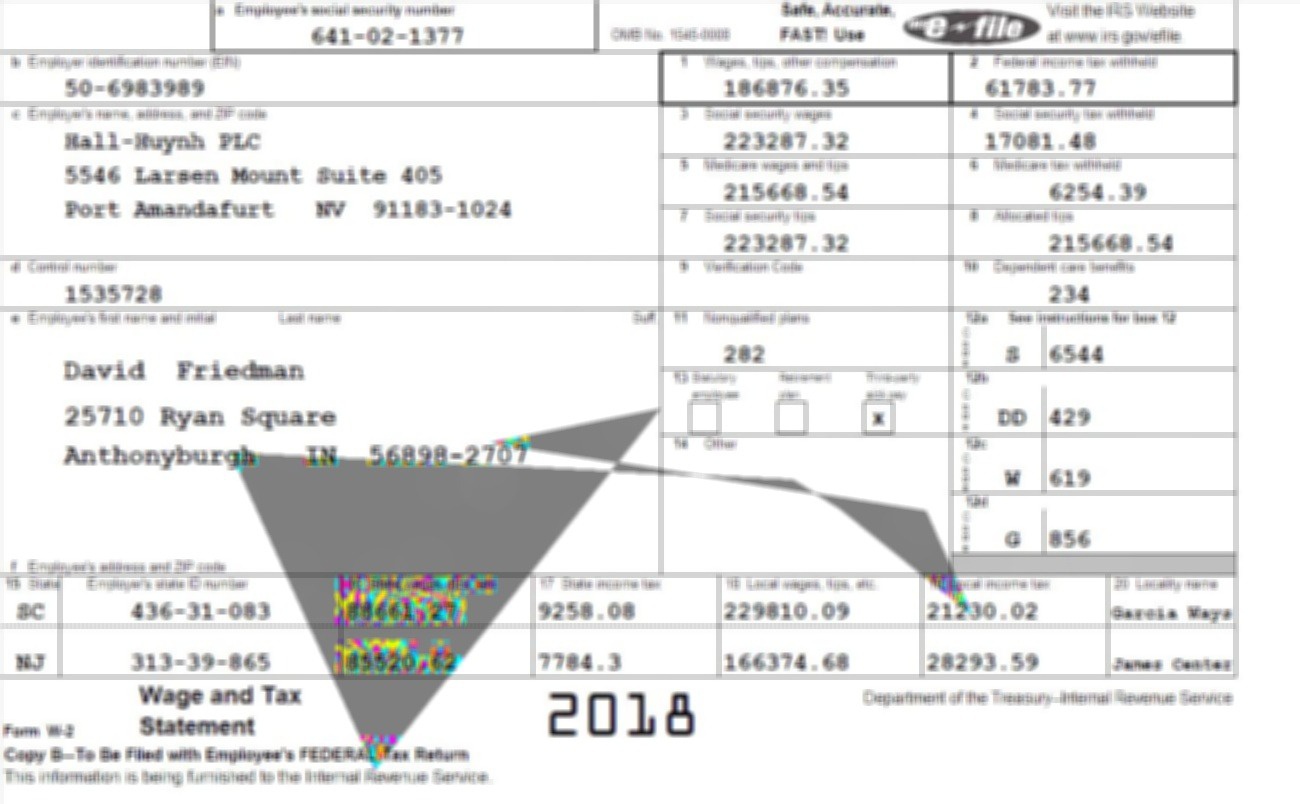 a Employee's social security number
641-02-1377
OMB No. 1545-0008
Safe, Accurate,
FAST! Use
e file
Visit the IRS Website
at www.irs.gov/efile.
b Employer identification number (EIN)
50-6983989
1 Wages, tips, other compensation
186876.35
2 Federal income tax withheld
61783.77
c Employer's name, address, and ZIP code
Hall-Huynh PLC
5546 Larsen Mount Suite 405
Port Amandafurt NV 91183-1024
3 Social security wages
223287.32
4 Social security tax withheld
17081.48
5 Medicare wages and tips
215668.54
6 Medicare tax withheld
6254.39
7 Social security tips
223287.32
8 Allocated tips
215668.54
d Control number
1535728
9 Verification Code
10 Dependent care benefits
234
e Employee's first name and initial Last name Suff.
David Friedman
25710 Ryan Square
Anthonyburgh IN 56898-2707
11 Nonqualified plans
282
12a See instructions for box 12
S 6544
13 Statutory employee
Retirement plan
Third-party sick pay
X
12b
DD 429
14 Other
12c
W 619
12d
G 856
f Employee's address and ZIP code
15 State Employer's state ID number
17 State income tax
18 Local wages, tips, etc.
19 Local income tax
20 Locality name
SC 436-31-083 88661.27 9258.08 229810.09 21230.02 Garcia Ways
NJ 313-39-865 85520.62 7784.3 166374.68 28293.59 Janes Center
Wage and Tax
Statement
Form W-2
2018
Department of the Treasury-Internal Revenue Service
Copy B-To Be Filed with Employee's FEDERAL Tax Return
This information is being furnished to the Internal Revenue Service.